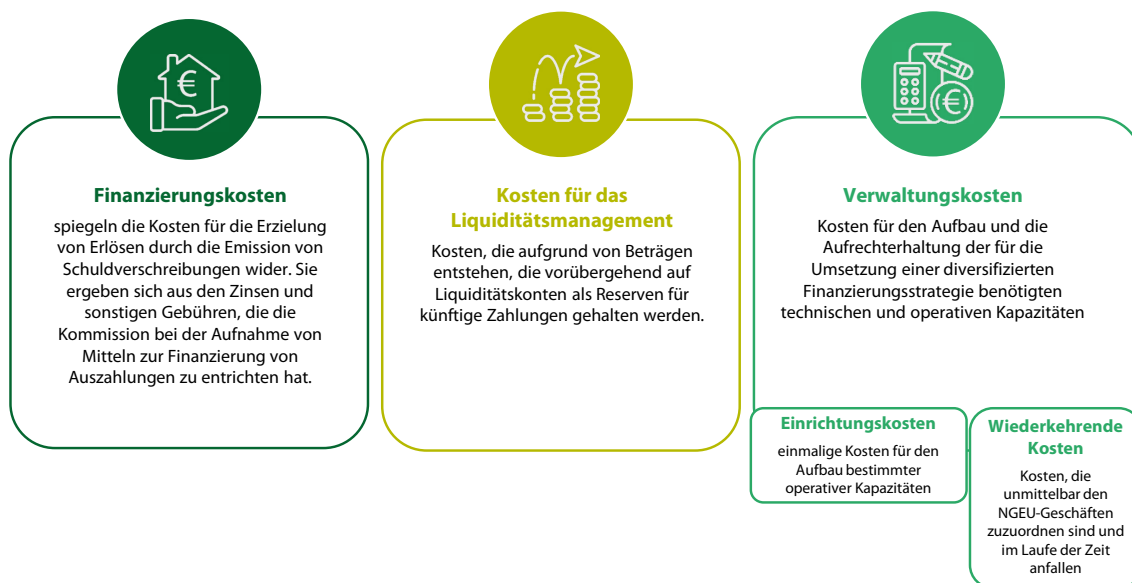 Finanzierungskosten
spiegeln die Kosten für die Erzielung
von Erlösen durch die Emission von
Schuldverschreibungen wider. Sie
ergeben sich aus den Zinsen und
sonstigen Gebühren, die die
Kommission bei der Aufnahme von
Mitteln zur Finanzierung von
Auszahlungen zu entrichten hat.
Kosten für das
Liquiditätsmanagement
Kosten, die aufgrund von Beträgen
entstehen, die vorübergehend auf
Liquiditätskonten als Reserven für
künftige Zahlungen gehalten werden.
Verwaltungskosten
Kosten für den Aufbau und die
Aufrechterhaltung der für die
Umsetzung einer diversifizierten
Finanzierungsstrategie benötigten
technischen und operativen Kapazitäten
Einrichtungskosten
einmalige Kosten für den
Aufbau bestimmter
operativer Kapazitäten
Wiederkehrende
Kosten
Kosten, die
unmittelbar den
NGEU-Geschäften
zuzuordnen sind und
im Laufe der Zeit
anfallen